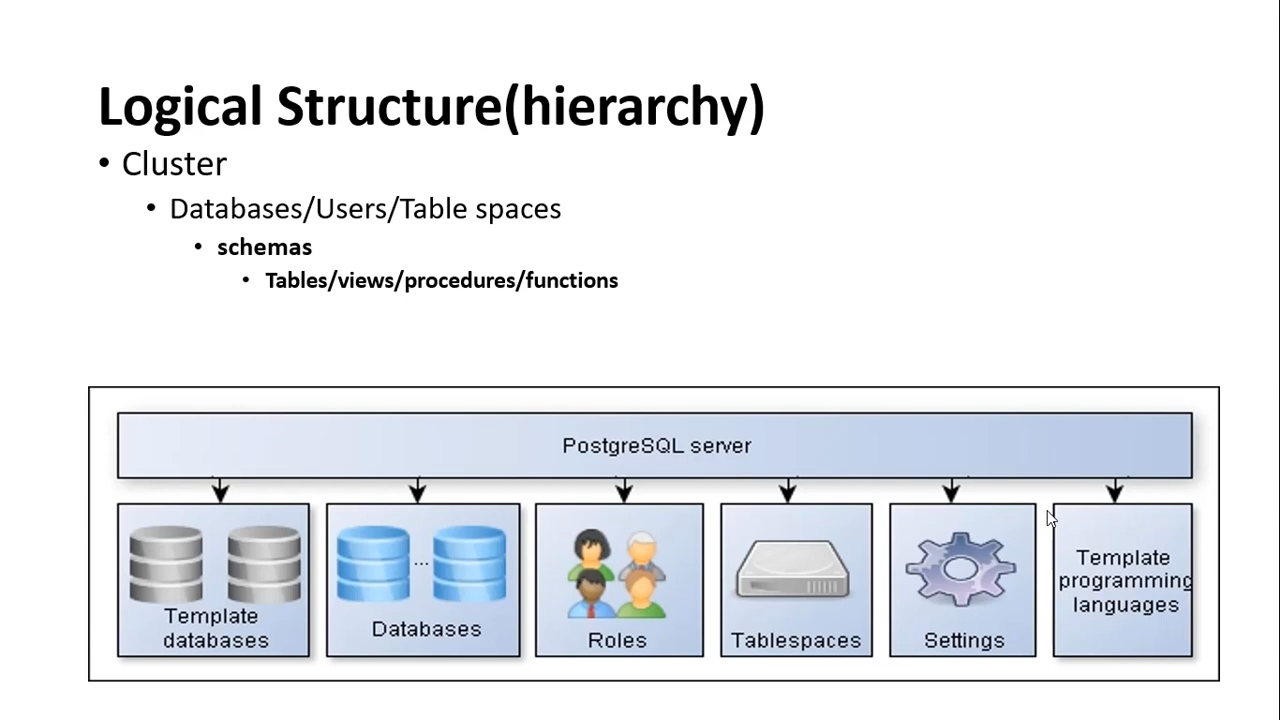 Logical Structure(hierarchy)
• Cluster
• Databases/Users/Table spaces
• schemas
• Tables/views/procedures/functions
PostgreSQL server
Template
databases
...
Databases
Roles
Tablespaces
Settings
Template
programming
languages